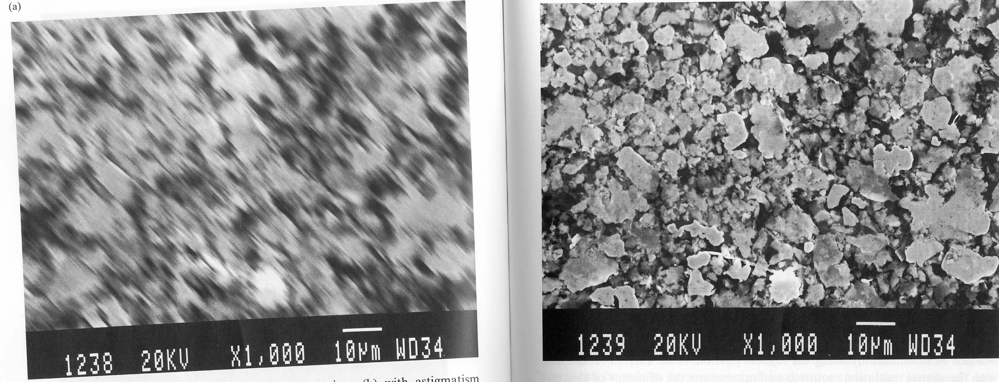 (a)
1238 20KV X1,000 10µm WD34
(b) with astigmatism
1239 20KV X1,000 10µm WD34